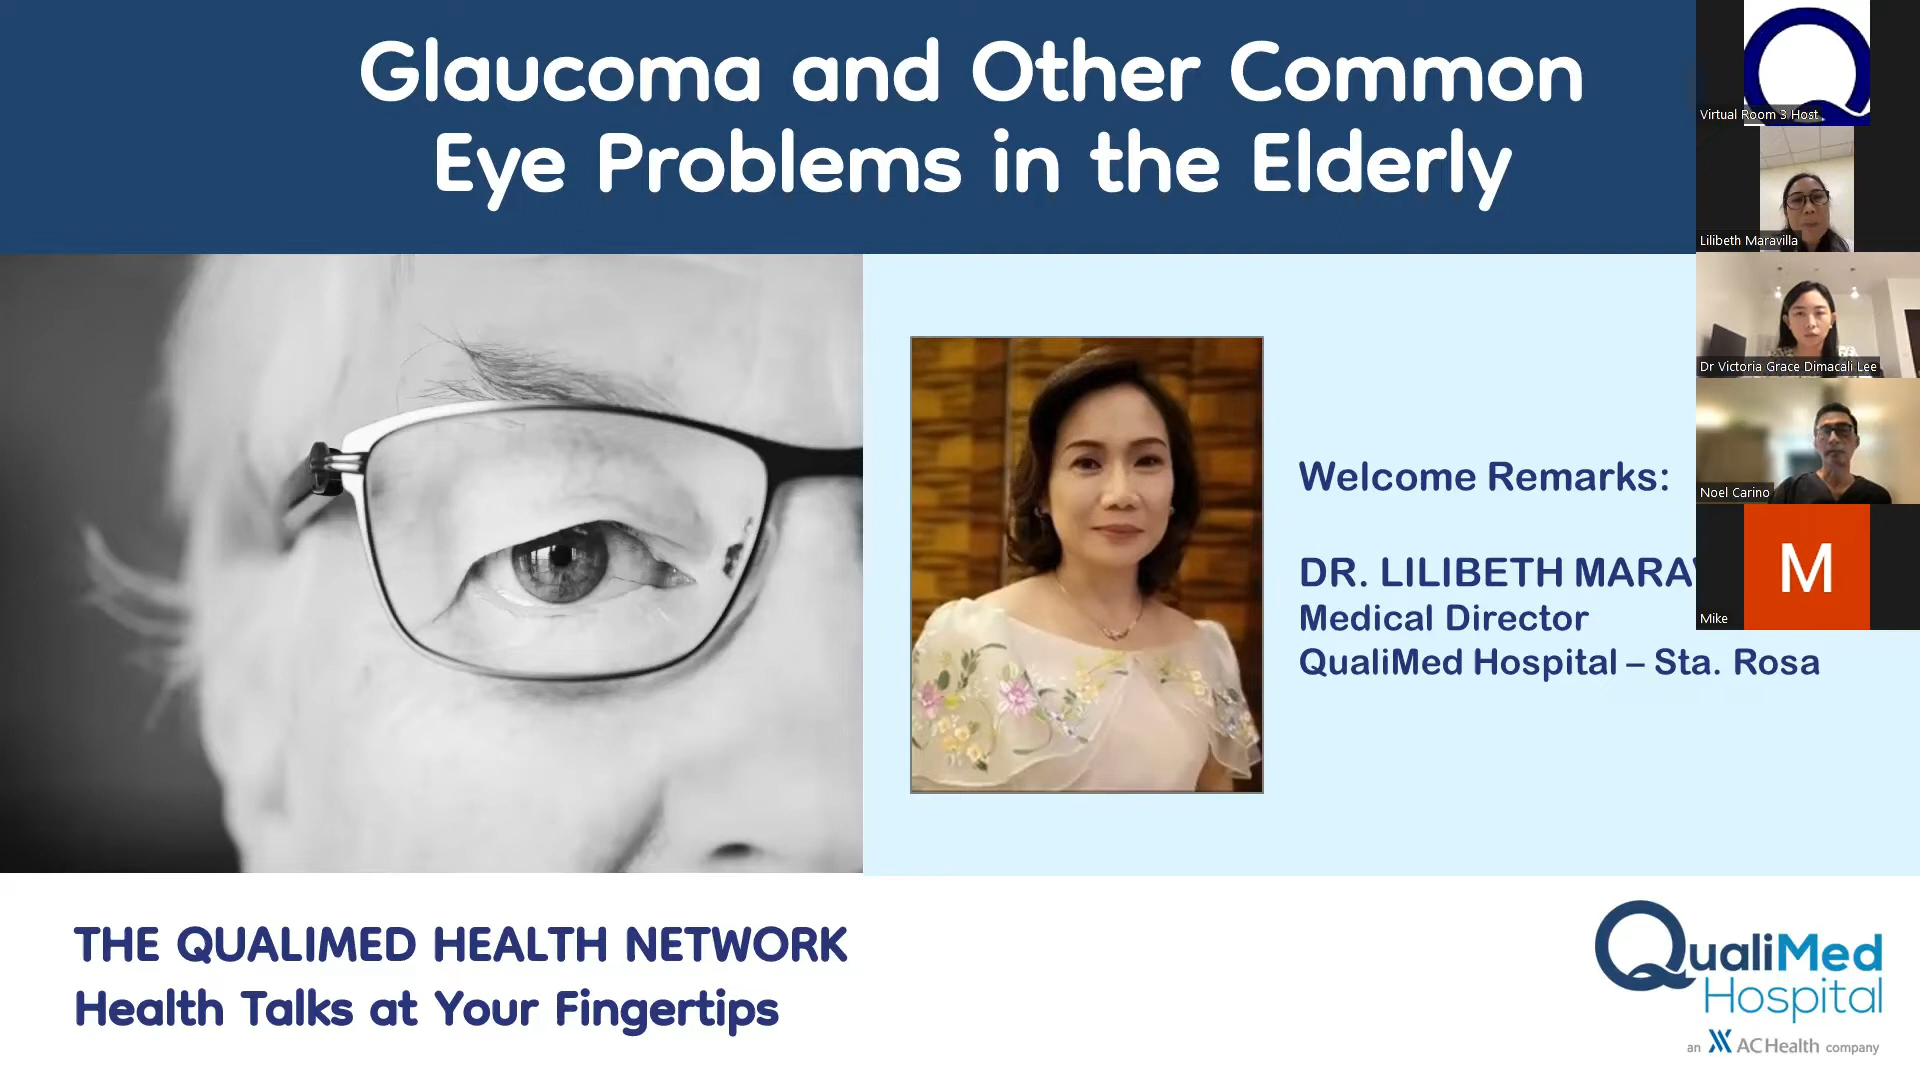 Glaucoma and Other Common
Eye Problems in the Elderly
Welcome Remarks:
DR. LILIBETH MARA
Medical Director
QualiMed Hospital – Sta. Rosa
THE QUALIMED HEALTH NETWORK
Health Talks at Your Fingertips
QualiMed
Hospital
an ACHealth company
Virtual Room 3 Host
Lilibeth Maravilla
Dr Victoria Grace Dimacali Lee
Noel Carino
M
Mike